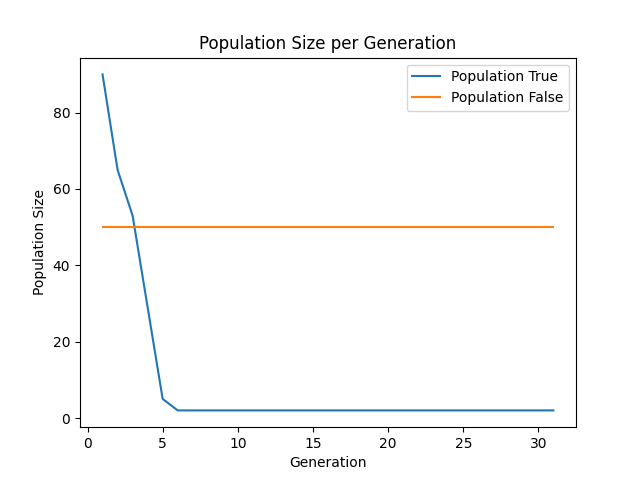 Population Size per Generation
Population True
Population False
Population Size
80
60
40
20
0
0 5 10 15 20 25 30
Generation